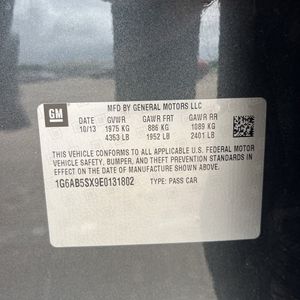 GM
MFD BY GENERAL MOTORS LLC
DATE GVWR GAWR FRT GAWR RR
10/13 1975 KG 886 KG 1089 KG
4353 LB 1952 LB 2401 LB
THIS VEHICLE CONFORMS TO ALL APPLICABLE U.S. FEDERAL MOTOR
VEHICLE SAFETY, BUMPER, AND THEFT PREVENTION STANDARDS IN
EFFECT ON THE DATE OF MANUFACTURE SHOWN ABOVE.
1G6AB5SX9E0131802 TYPE: PASS CAR